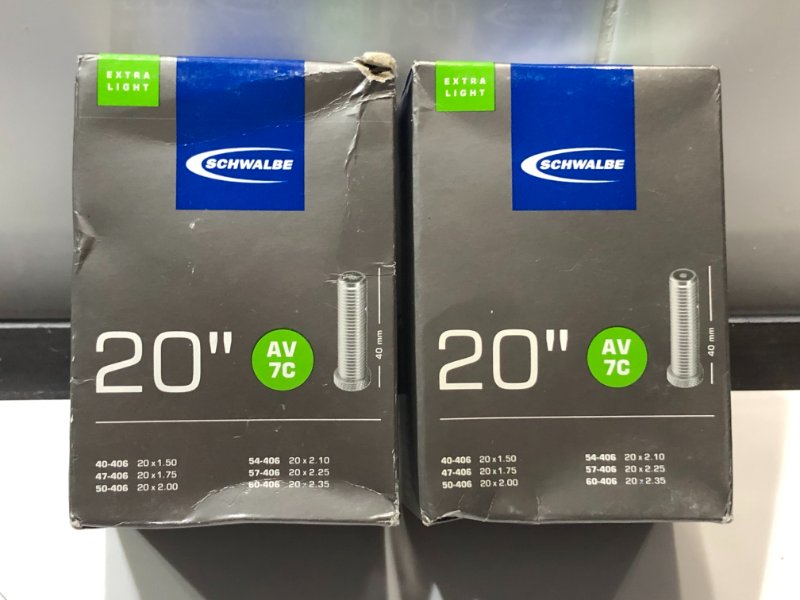 EXTRA
LIGHT
SCHWALBE
20"
AV
7C
40 mm
40-406 20 x 1.50
47-406 20 x 1.75
50-406 20 x 2.00
54-406 20 x 2.10
57-406 20 x 2.25
60-406 20 x 2.35
EXTRA
LIGHT
SCHWALBE
20"
AV
7C
40 mm
40-406 20 x 1.50
47-406 20 x 1.75
50-406 20 x 2.00
54-406 20 x 2.10
57-406 20 x 2.25
60-406 20 x 2.35